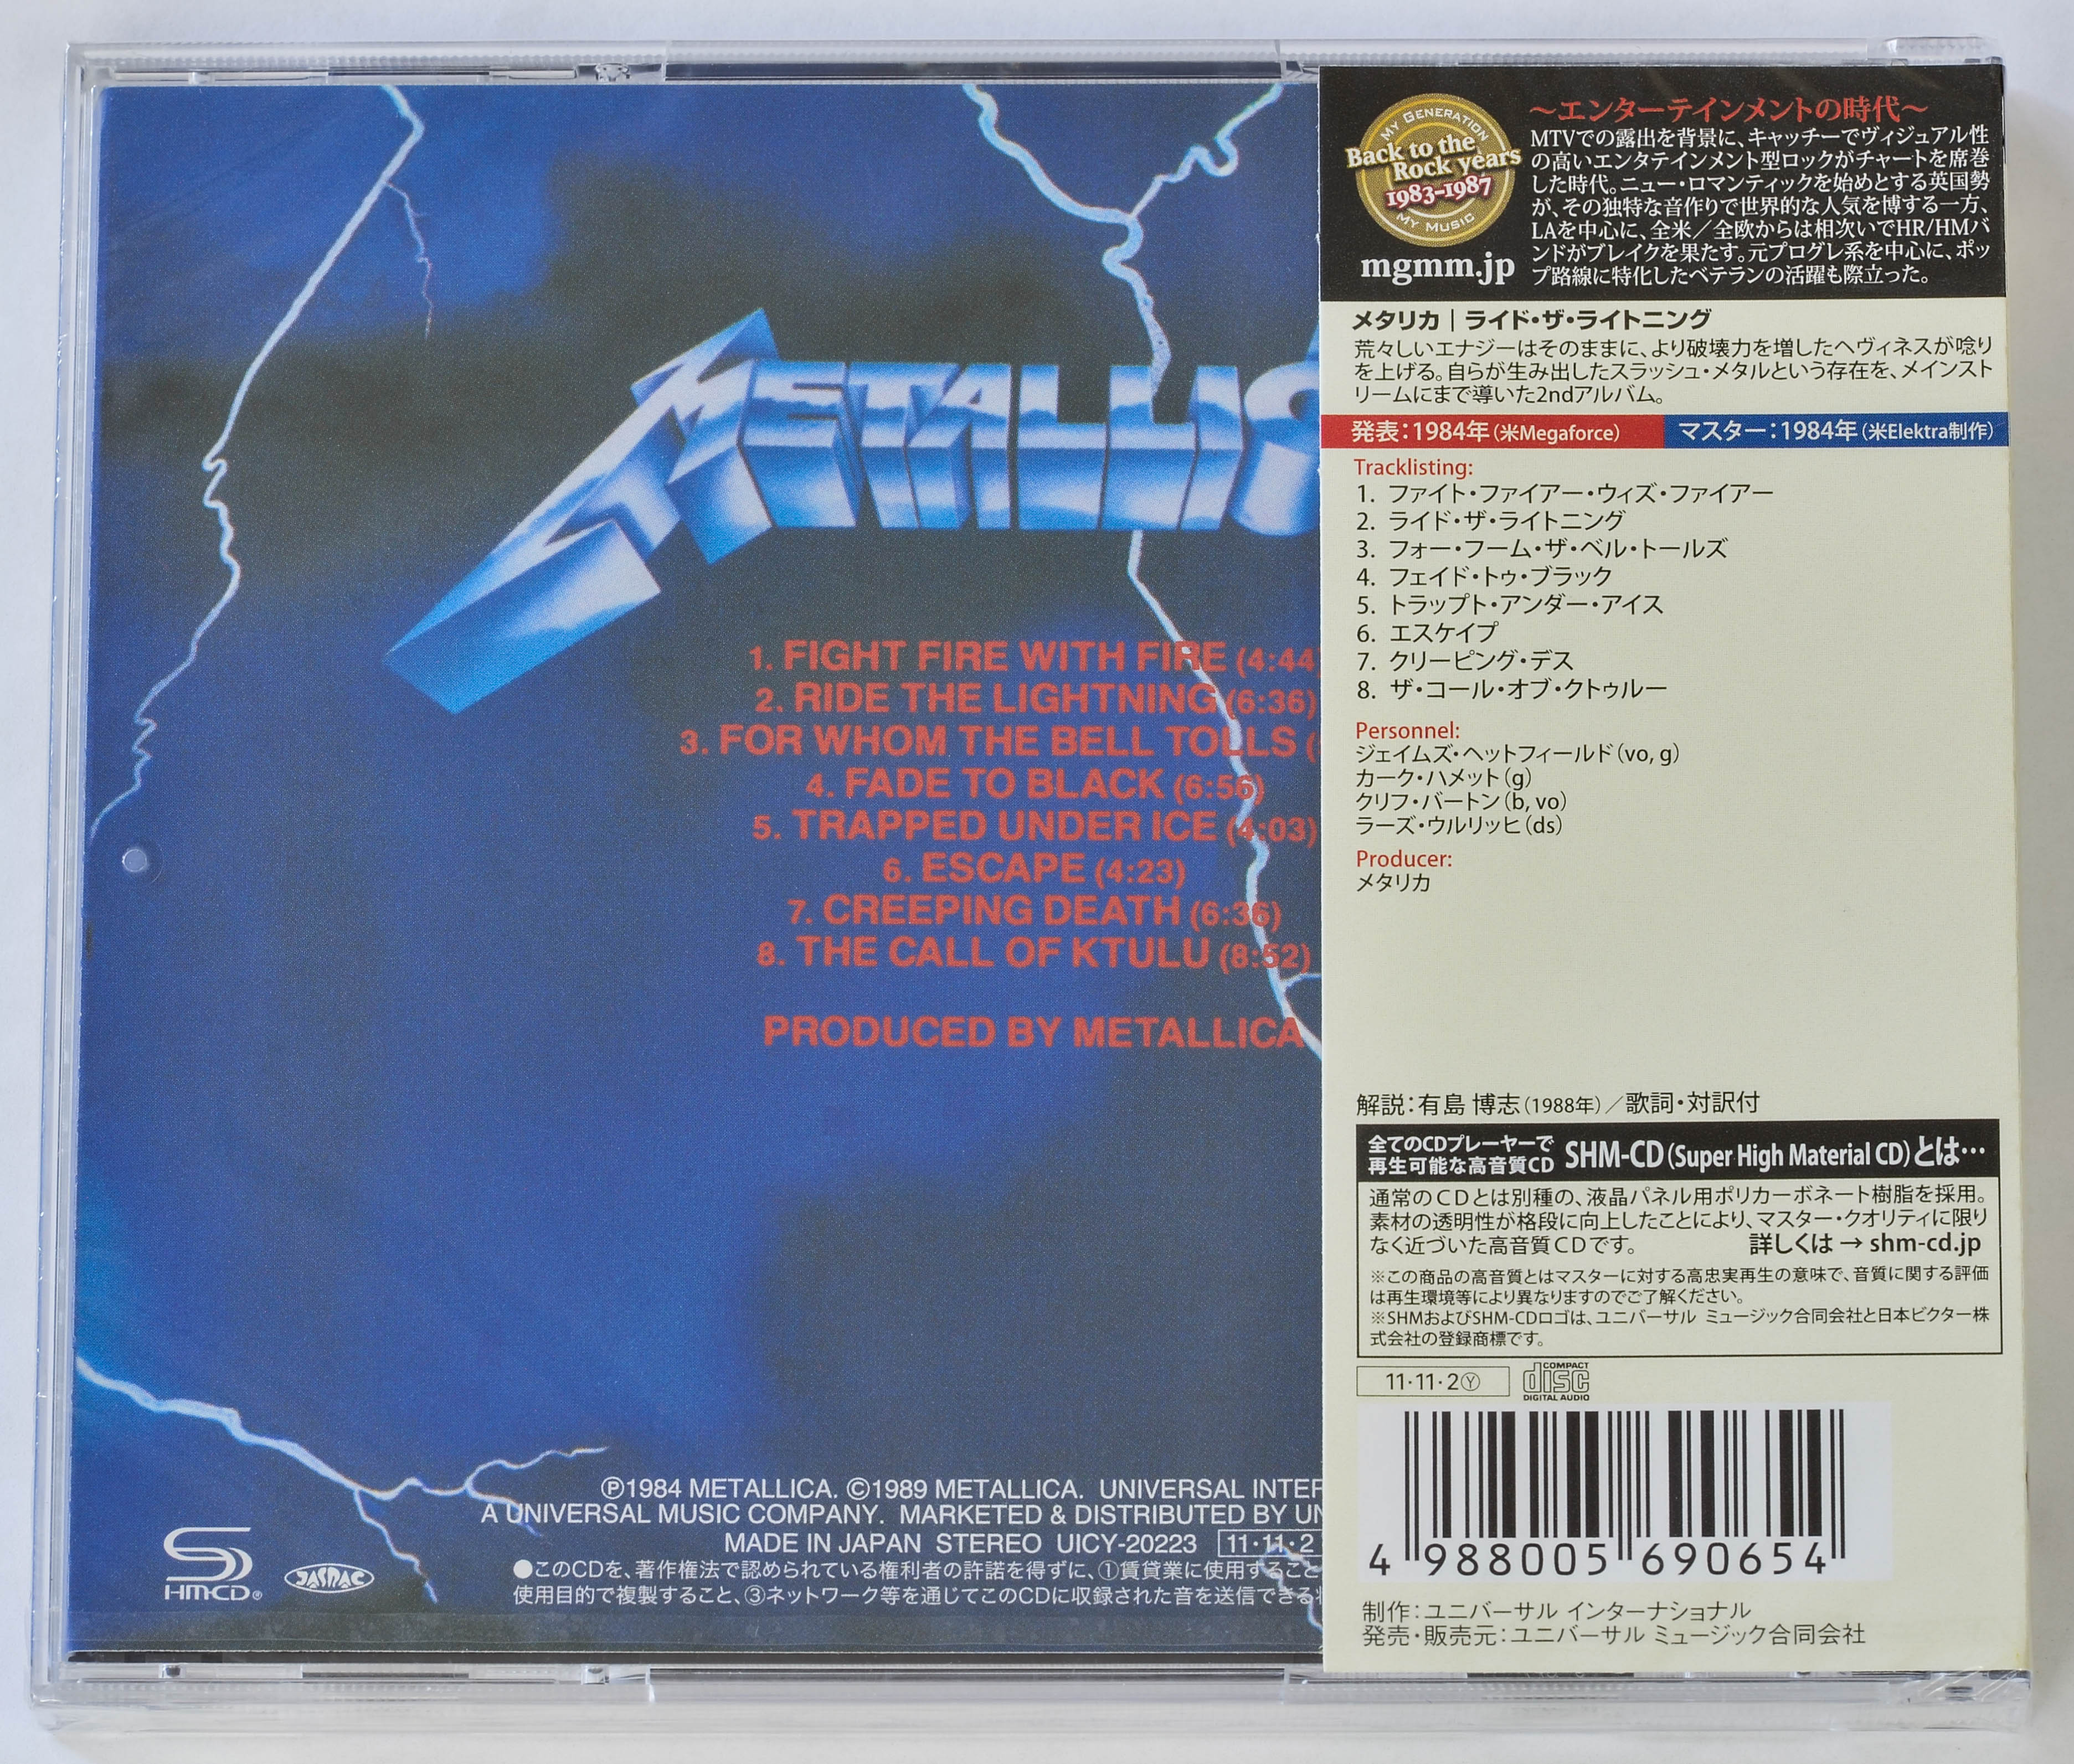 METALLIC
1. FIGHT FIRE WITH FIRE (4:44)
2. RIDE THE LIGHTNING (6:36)
3. FOR WHOM THE BELL TOLLS (
4. FADE TO BLACK (6:56)
5. TRAPPED UNDER ICE (4:03)
6. ESCAPE (4:23)
7. CREEPING DEATH (6:36)
8. THE CALL OF KTULU (8:52)
PRODUCED BY METALLICA
Ⓟ1984 METALLICA. ©1989 METALLICA. UNIVERSAL INTER
A UNIVERSAL MUSIC COMPANY. MARKETED & DISTRIBUTED BY UN
MADE IN JAPAN STEREO UICY-20223 11·11·2
●このCDを、著作権法で認められている権利者の許諾を得ずに、①賃貸業に使用すること
使用目的で複製すること、③ネットワーク等を通じてこのCDに収録された音を送信できる
SHM-CD®
JASRAC
MY GENERATION
Back to the
Rock years
1983-1987
MY MUSIC
mgmm.jp
〜エンターテインメントの時代〜
MTVでの露出を背景に、キャッチーでヴィジュアル性
の高いエンタテインメント型ロックがチャートを席巻
した時代。ニュー・ロマンティックを始めとする英国勢
が、その独特な音作りで世界的な人気を博する一方、
LAを中心に、全米／全欧からは相次いでHR/HMバ
ンドがブレイクを果たす。元プログレ系を中心に、ポッ
プ路線に特化したベテランの活躍も際立った。
メタリカ｜ライド・ザ・ライトニング
荒々しいエナジーはそのままに、より破壊力を増したヘヴィネスが唸り
を上げる。自らが生み出したスラッシュ・メタルという存在を、メインスト
リームにまで導いた2ndアルバム。
発表：1984年（米Megaforce） マスター：1984年（米Elektra制作）
Tracklisting:
1. ファイト・ファイアー・ウィズ・ファイアー
2. ライド・ザ・ライトニング
3. フォー・フーム・ザ・ベル・トールズ
4. フェイド・トゥ・ブラック
5. トラップト・アンダー・アイス
6. エスケイプ
7. クリーピング・デス
8. ザ・コール・オブ・クトゥルー
Personnel:
ジェイムズ・ヘットフィールド（vo, g）
カーク・ハメット（g）
クリフ・バートン（b, vo）
ラーズ・ウルリッヒ（ds）
Producer:
メタリカ
解説：有島 博志（1988年）／歌詞・対訳付
全てのCDプレーヤーで
再生可能な高音質CD SHM-CD（Super High Material CD）とは…
通常のCDとは別種の、液晶パネル用ポリカーボネート樹脂を採用。
素材の透明性が格段に向上したことにより、マスター・クオリティに限り
なく近づいた高音質CDです。 詳しくは → shm-cd.jp
※この商品の高音質とはマスターに対する高忠実再生の意味で、音質に関する評価
は再生環境等により異なりますのでご了解ください。
※SHMおよびSHM-CDロゴは、ユニバーサル ミュージック合同会社と日本ビクター株
式会社の登録商標です。
11·11·2Ⓨ
COMPACT
disc
DIGITAL AUDIO
4 988005 690654
制作：ユニバーサル インターナショナル
発売・販売元：ユニバーサル ミュージック合同会社